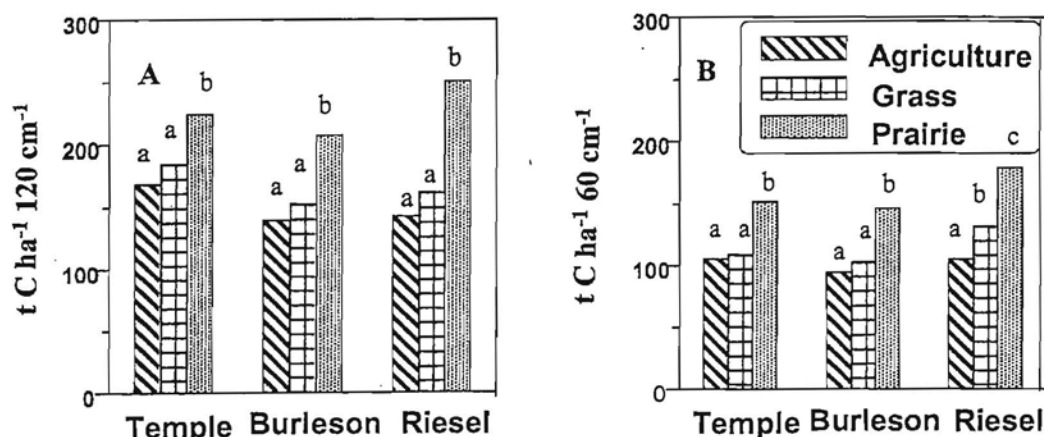 300
A
b
b
b
a
a
200
a
a
a
a
100
0
t C ha⁻¹ 120 cm⁻¹
Temple Burleson Riesel
300
B
Agriculture
Grass
Prairie
c
200
b
b
b
a a
a
a
a
100
0
t C ha⁻¹ 60 cm⁻¹
Temple Burleson Riesel